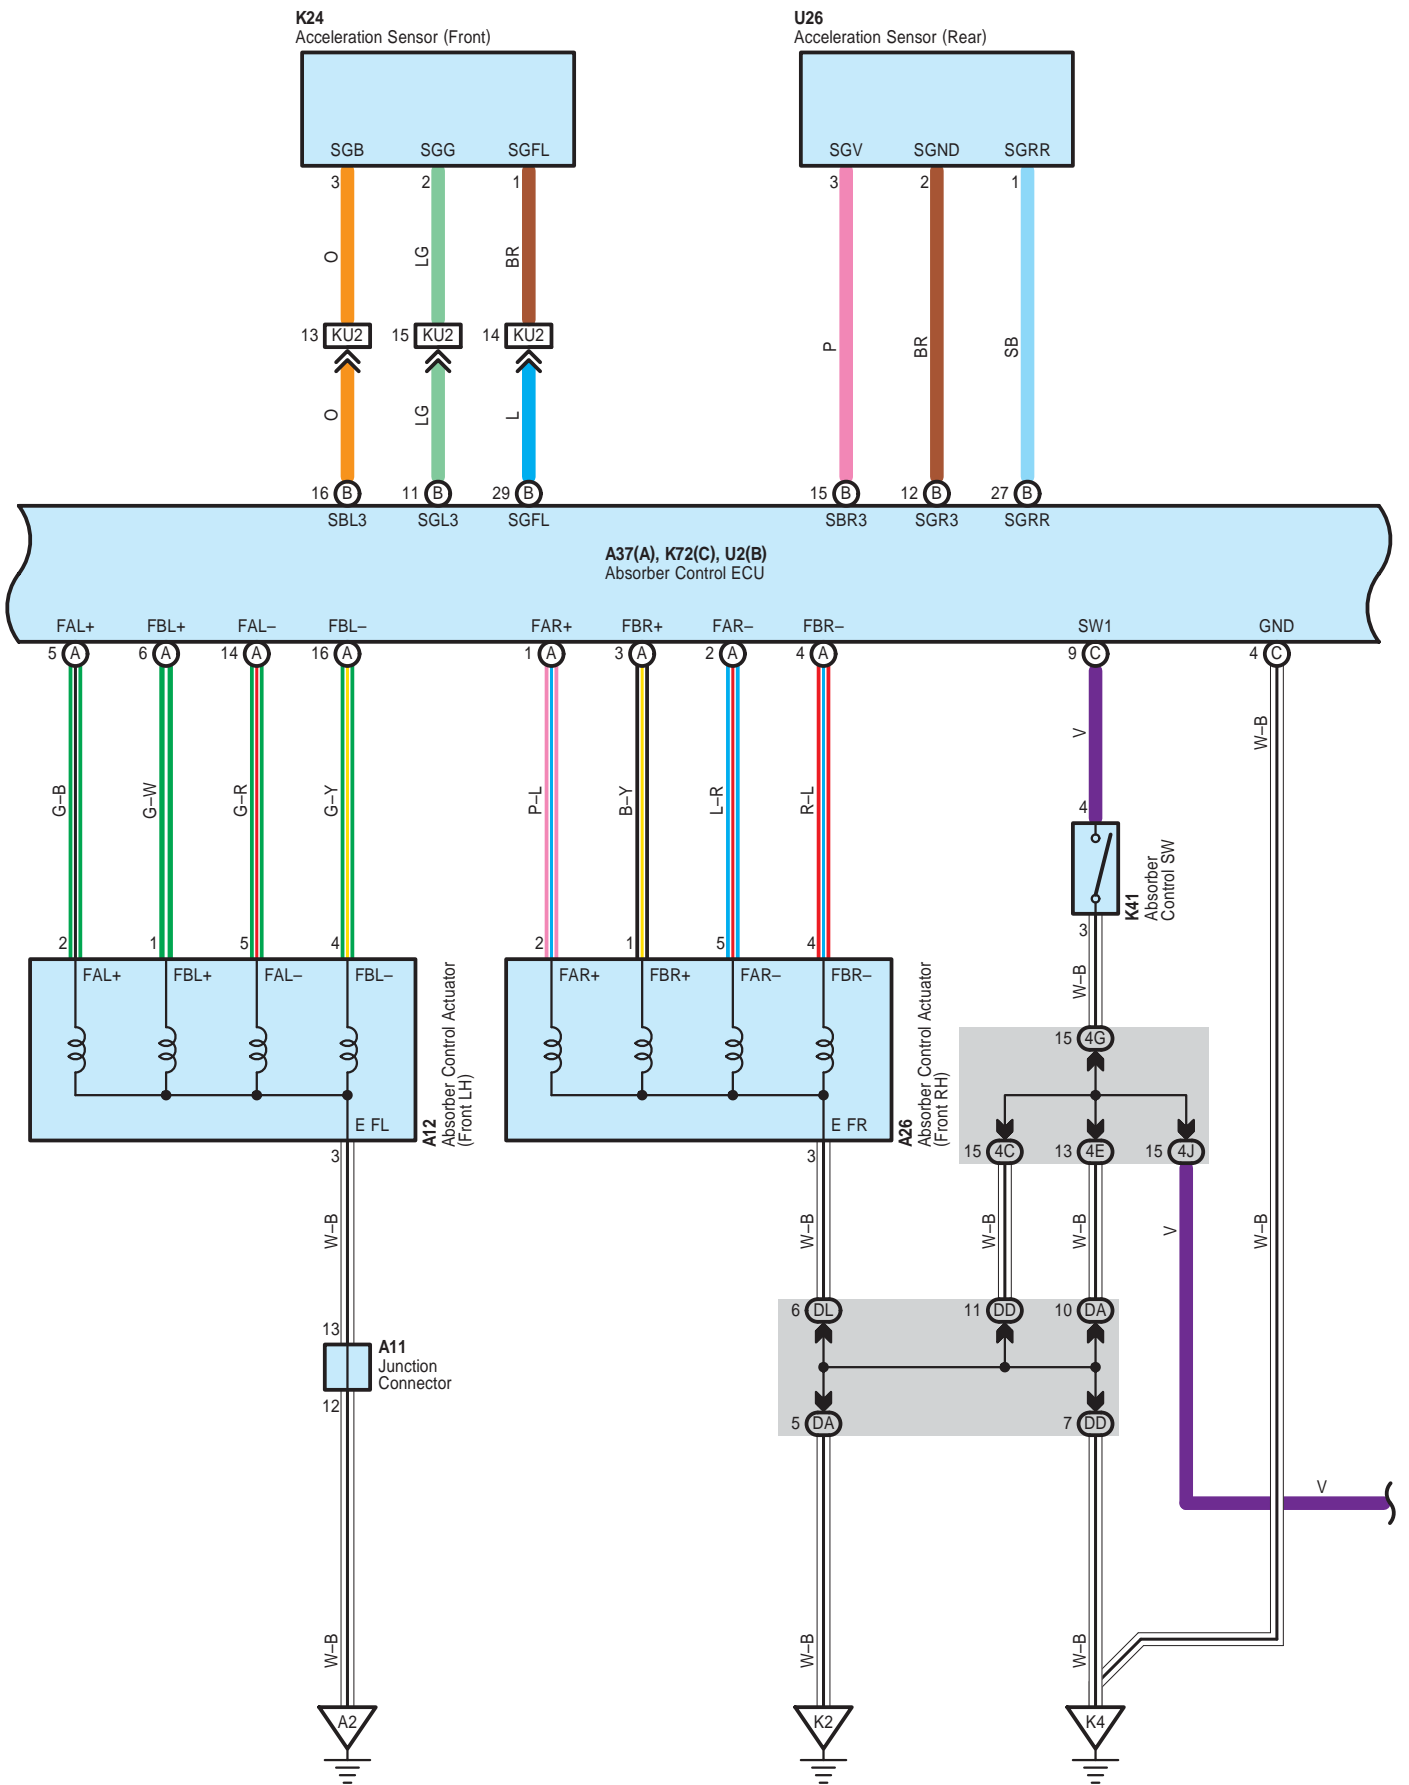 K24
Acceleration Sensor (Front)
U26
Acceleration Sensor (Rear)
SGB SGG SGFL
SGV SGND SGRR
3 2 1
3 2 1
O LG BR
P BR SB
13 KU2 15 KU2 14 KU2
O LG L
16 B 11 B 29 B
15 B 12 B 27 B
SBL3 SGL3 SGFL
SBR3 SGR3 SGRR
A37(A), K72(C), U2(B)
Absorber Control ECU
FAL+ FBL+ FAL– FBL–
FAR+ FBR+ FAR– FBR–
SW1 GND
5 A 6 A 14 A 16 A
1 A 3 A 2 A 4 A
9 C 4 C
V W–B
G–B G–W G–R G–Y
P–L B–Y L–R R–L
4
K41
Absorber
Control SW
3
2 1 5 4
2 1 5 4
FAL+ FBL+ FAL– FBL–
FAR+ FBR+ FAR– FBR–
W–B
15 4G
E FL
E FR
A12
Absorber Control Actuator
(Front LH)
A26
Absorber Control Actuator
(Front RH)
15 4C 13 4E 15 4J
3
3
W–B W–B W–B W–B V W–B
6 DL 11 DD 10 DA
13
A11
Junction
Connector
12
5 DA 7 DD
V
W–B W–B W–B
A2 K2 K4